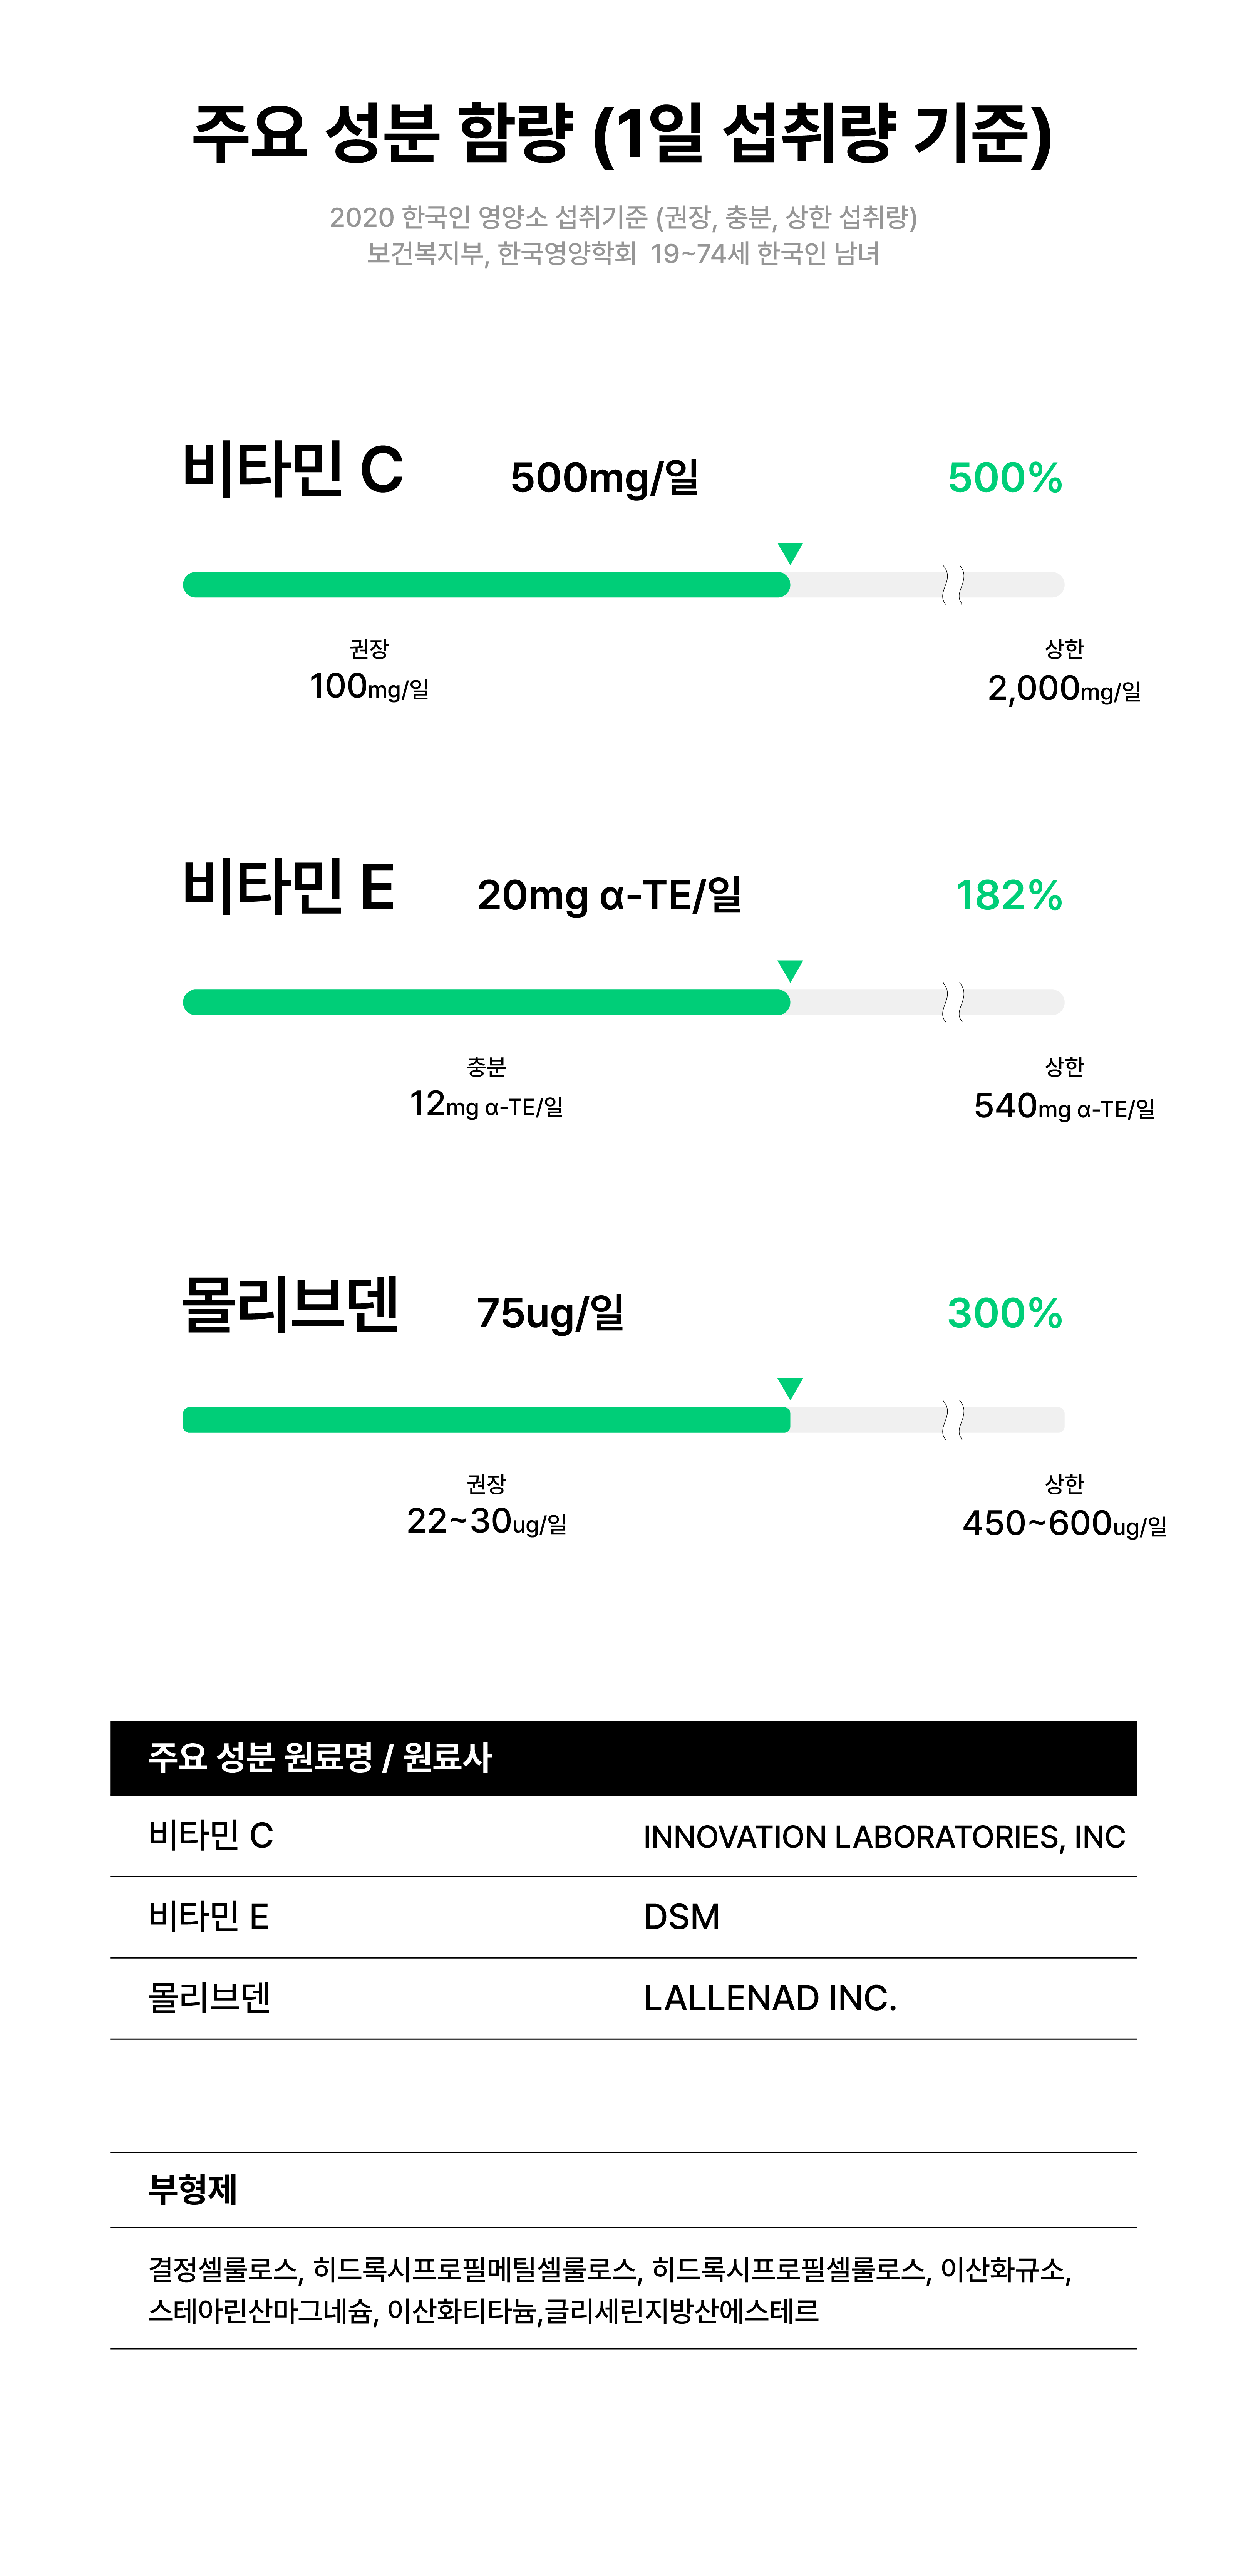 주요 성분 함량 (1일 섭취량 기준)
2020 한국인 영양소 섭취기준 (권장, 충분, 상한 섭취량)
보건복지부, 한국영양학회 19~74세 한국인 남녀
비타민 C 500mg/일 500%
권장 상한
100mg/일 2,000mg/일
비타민 E 20mg α-TE/일 182%
충분 상한
12mg α-TE/일 540mg α-TE/일
몰리브덴 75ug/일 300%
권장 상한
22~30ug/일 450~600ug/일
주요 성분 원료명 / 원료사
비타민 C INNOVATION LABORATORIES, INC
비타민 E DSM
몰리브덴 LALLENAD INC.
부형제
결정셀룰로스, 히드록시프로필메틸셀룰로스, 히드록시프로필셀룰로스, 이산화규소,
스테아린산마그네슘, 이산화티타늄,글리세린지방산에스테르